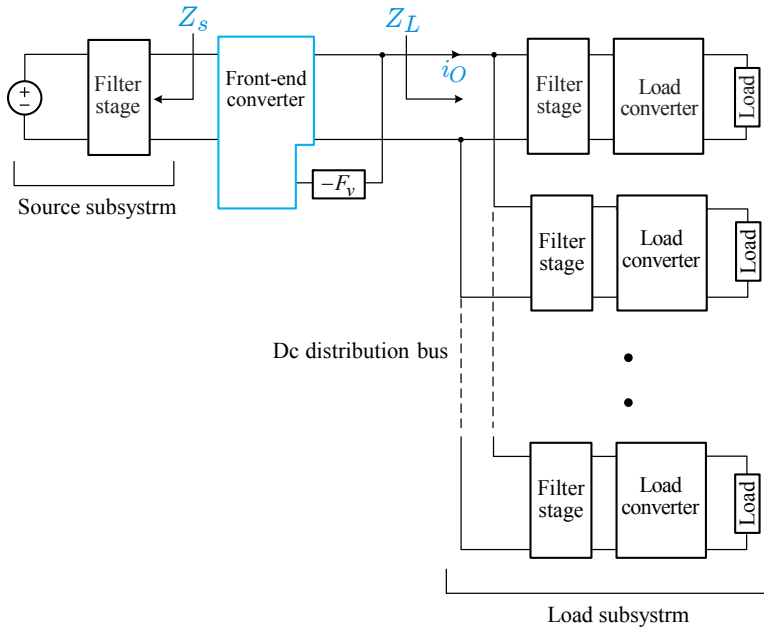 Z_s
Z_L
i_O
Filter
stage
Front-end
converter
−F_v
Source subsystrm
Filter
stage
Load
converter
Load
Filter
stage
Load
converter
Load
Dc distribution bus
Filter
stage
Load
converter
Load
Load subsystrm